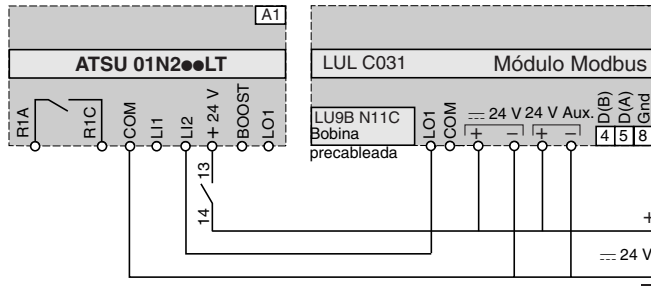 A1
ATSU 01N2●●LT
LUL C031 Módulo Modbus
R1A R1C COM LI1 LI2 + 24 V BOOST LO1
LU9B N11C
Bobina
precableada
LO1 COM
24 V 24 V Aux.
+ − + −
D(B) D(A) Gnd
4 5 8
13
14
+
24 V
−